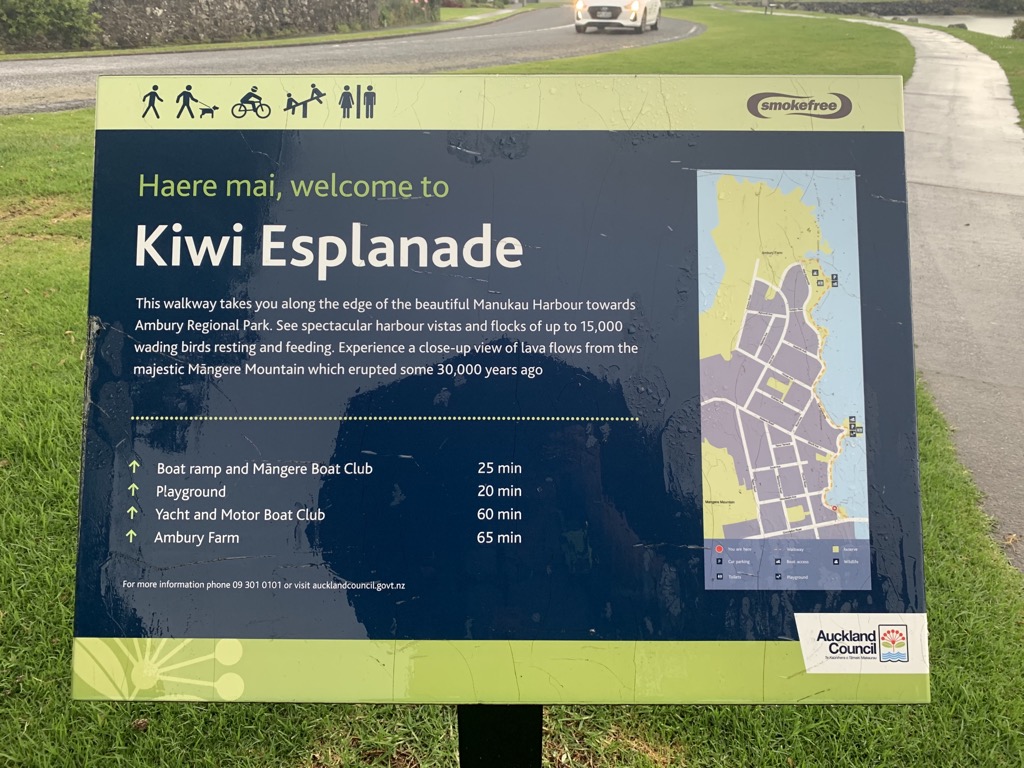 smokefree
Haere mai, welcome to
Kiwi Esplanade
This walkway takes you along the edge of the beautiful Manukau Harbour towards
Ambury Regional Park. See spectacular harbour vistas and flocks of up to 15,000
wading birds resting and feeding. Experience a close-up view of lava flows from the
majestic Māngere Mountain which erupted some 30,000 years ago
↑ Boat ramp and Māngere Boat Club 25 min
↑ Playground 20 min
↑ Yacht and Motor Boat Club 60 min
↑ Ambury Farm 65 min
For more information phone 09 301 0101 or visit aucklandcouncil.govt.nz
Ambury Farm
Mangere Mountain
You are here
Walkway
Reserve
Car parking
Boat access
Wildlife
Toilets
Playground
Auckland
Council
Te Kaunihera o Tāmaki Makaurau